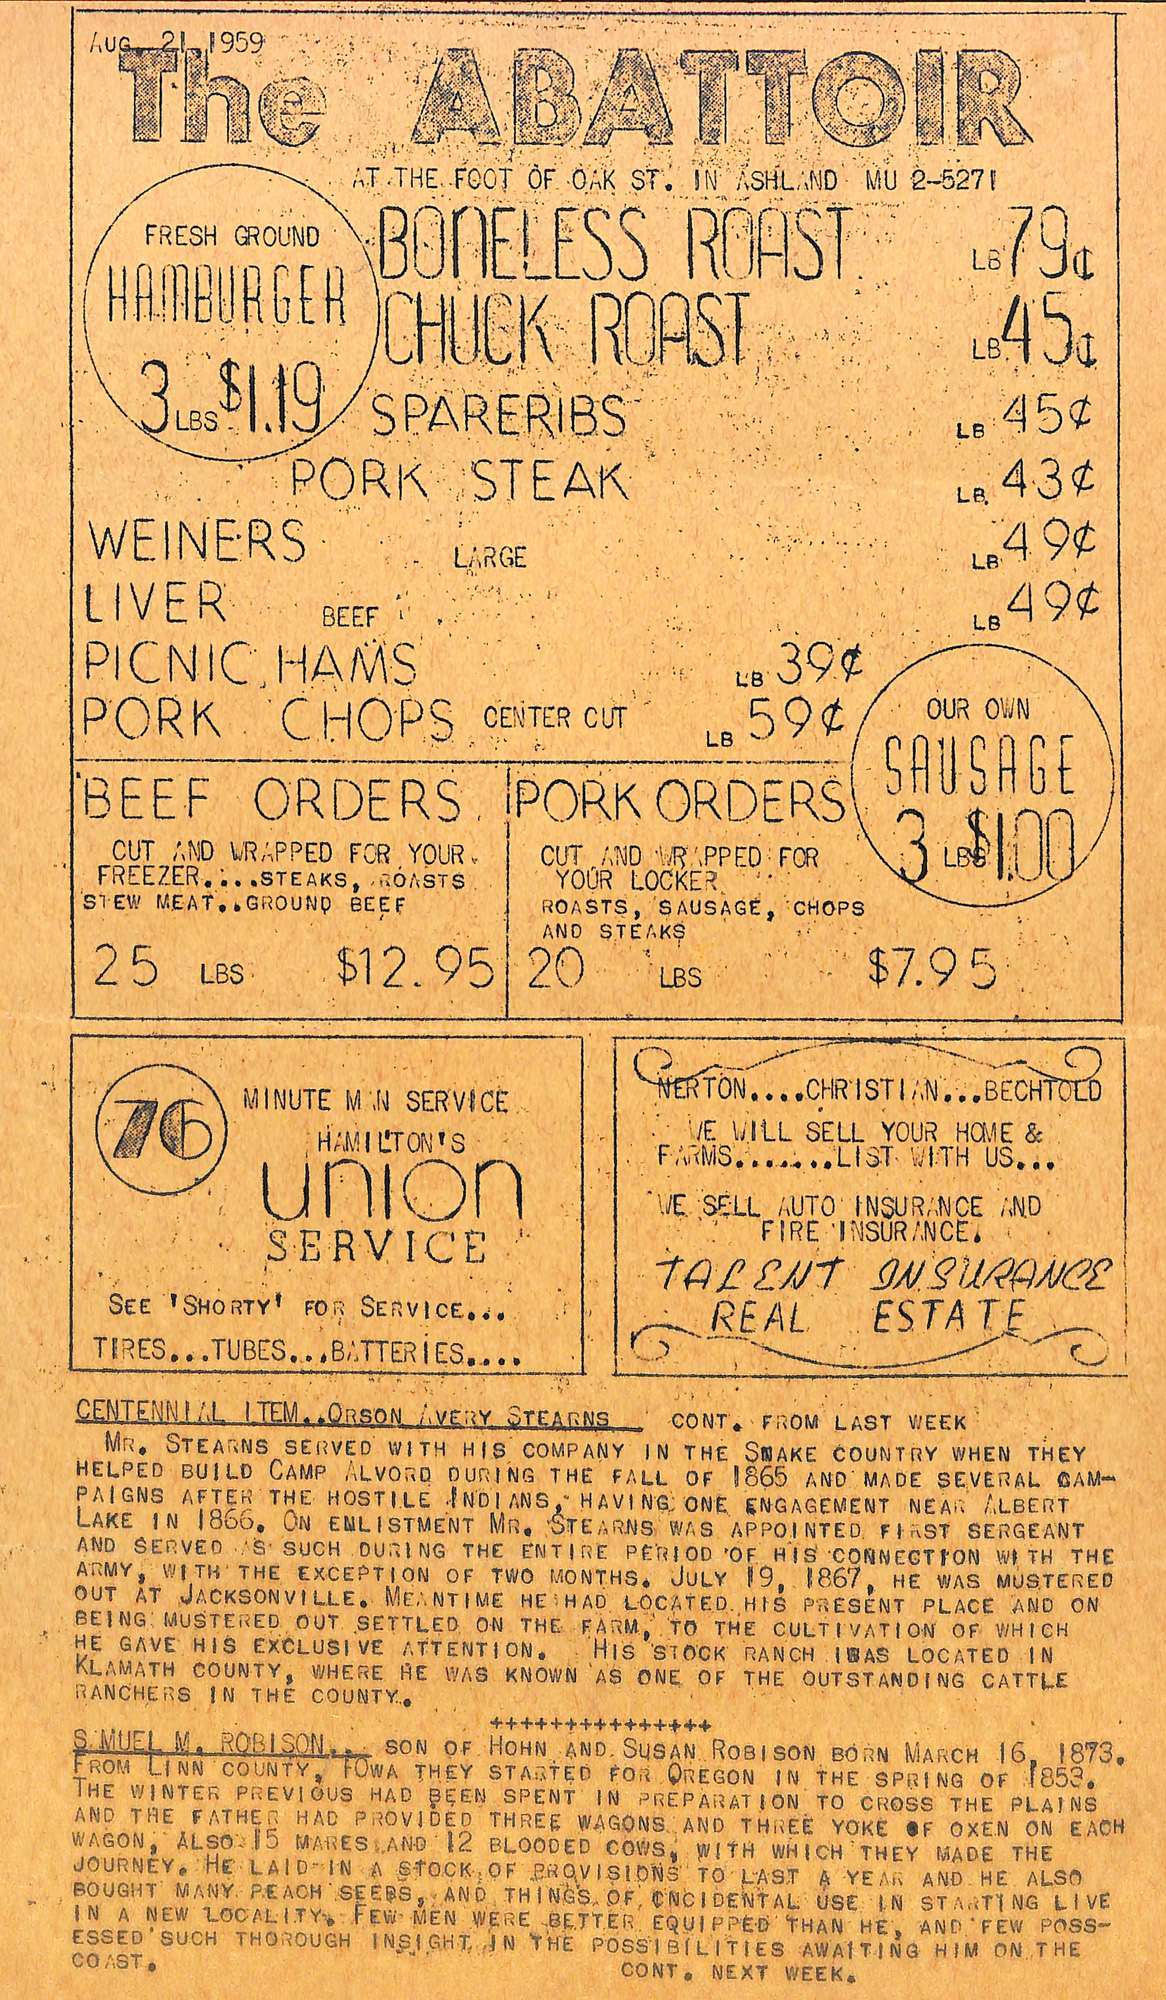 Aug. 21, 1959
The ABATTOIR
AT THE FOOT OF OAK ST. IN ASHLAND MU 2-5271
FRESH GROUND
HAMBURGER
3 LBS $1.19
BONELESS ROAST LB 79¢
CHUCK ROAST LB 45¢
SPARERIBS LB 45¢
PORK STEAK LB. 43¢
WEINERS LARGE LB 49¢
LIVER BEEF LB 49¢
PICNIC HAMS LB 39¢
PORK CHOPS CENTER CUT LB 59¢
OUR OWN
SAUSAGE
3 LBS $1.00
BEEF ORDERS
CUT AND WRAPPED FOR YOUR
FREEZER.....STEAKS, ROASTS
STEW MEAT..GROUND BEEF
25 LBS $12.95
PORK ORDERS
CUT AND WRAPPED FOR
YOUR LOCKER
ROASTS, SAUSAGE, CHOPS
AND STEAKS
20 LBS $7.95
76
MINUTE MAN SERVICE
HAMILTON'S
union
SERVICE
SEE 'SHORTY' FOR SERVICE...
TIRES...TUBES...BATTERIES....
NERTON....CHRISTIAN...BECHTOLD
WE WILL SELL YOUR HOME &
FARMS.......LIST WITH US...
WE SELL AUTO INSURANCE AND
FIRE INSURANCE.
TALENT INSURANCE
REAL ESTATE
CENTENNIAL ITEM..ORSON AVERY STEARNS CONT. FROM LAST WEEK
MR. STEARNS SERVED WITH HIS COMPANY IN THE SNAKE COUNTRY WHEN THEY
HELPED BUILD CAMP ALVORD DURING THE FALL OF 1865 AND MADE SEVERAL CAM-
PAIGNS AFTER THE HOSTILE INDIANS, HAVING ONE ENGAGEMENT NEAR ALBERT
LAKE IN 1866. ON ENLISTMENT MR. STEARNS WAS APPOINTED FIRST SERGEANT
AND SERVED AS SUCH DURING THE ENTIRE PERIOD OF HIS CONNECTION WITH THE
ARMY, WITH THE EXCEPTION OF TWO MONTHS. JULY 19, 1867, HE WAS MUSTERED
OUT AT JACKSONVILLE. MEANTIME HE HAD LOCATED HIS PRESENT PLACE AND ON
BEING MUSTERED OUT SETTLED ON THE FARM, TO THE CULTIVATION OF WHICH
HE GAVE HIS EXCLUSIVE ATTENTION. HIS STOCK RANCH WAS LOCATED IN
KLAMATH COUNTY, WHERE HE WAS KNOWN AS ONE OF THE OUTSTANDING CATTLE
RANCHERS IN THE COUNTY.
+++++++++++++++
SAMUEL M. ROBISON.. SON OF HOHN AND SUSAN ROBISON BORN MARCH 16, 1873.
FROM LINN COUNTY, IOWA THEY STARTED FOR OREGON IN THE SPRING OF 1853.
THE WINTER PREVIOUS HAD BEEN SPENT IN PREPARATION TO CROSS THE PLAINS
AND THE FATHER HAD PROVIDED THREE WAGONS AND THREE YOKE OF OXEN ON EACH
WAGON, ALSO 15 MARES AND 12 BLOODED COWS, WITH WHICH THEY MADE THE
JOURNEY. HE LAID IN A STOCK OF PROVISIONS TO LAST A YEAR AND HE ALSO
BOUGHT MANY PEACH SEEDS, AND THINGS OF INCIDENTAL USE IN STARTING LIVE
IN A NEW LOCALITY. FEW MEN WERE BETTER EQUIPPED THAN HE, AND FEW POSS-
ESSED SUCH THOROUGH INSIGHT IN THE POSSIBILITIES AWAITING HIM ON THE
COAST. CONT. NEXT WEEK.